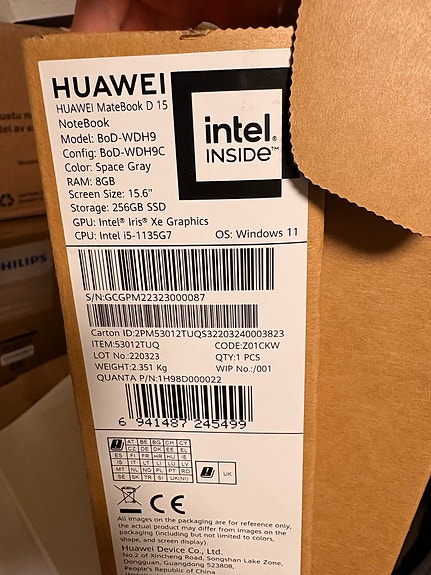 HUAWEI
HUAWEI MateBook D 15
NoteBook
Model: BoD-WDH9
Config: BoD-WDH9C
Color: Space Gray
RAM: 8GB
Screen Size: 15.6"
Storage: 256GB SSD
GPU: Intel® Iris® Xe Graphics
CPU: Intel i5-1135G7 OS: Windows 11
intel®
INSIDE™
S/N:GCGPM22323000087
Carton ID:2PM53012TUQS32203240003823
ITEM:53012TUQ CODE:Z01CKW
LOT No.:220323 QTY:1 PCS
WEIGHT:2.351 Kg WIP No.:/001
QUANTA P/N:1H98D000022
6 941487 245499
AT BE BG CH CY
CZ DE DK EE EL
ES FI FR HR HU IE
IS IT LT LI LU LV
MT NL NO PL PT RO
SE SK TR SI UK(NI)
UK
CE
All images on the packaging are for reference only,
the actual product may differ from images on the
packaging (including but not limited to colors,
shape, and screen display).
Huawei Device Co., Ltd.
No.2 of Xincheng Road, Songshan Lake Zone,
Dongguan, Guangdong 523808,
People's Republic of China
PHILIPS